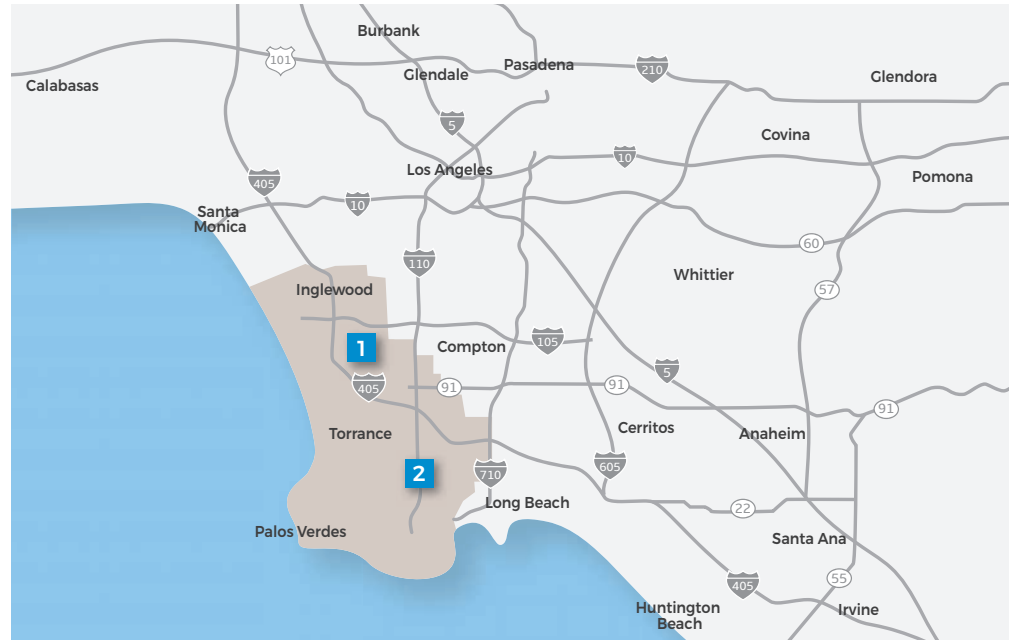 Burbank
101
Pasadena
210
Glendale
Glendora
Calabasas
5
Covina
10
Los Angeles
Pomona
405
10
Santa
Monica
60
110
Whittier
Inglewood
57
1
Compton
105
5
405
91
91
91
Torrance
Cerritos
Anaheim
2
710
605
Long Beach
22
Palos Verdes
Santa Ana
55
405
Huntington
Beach
Irvine